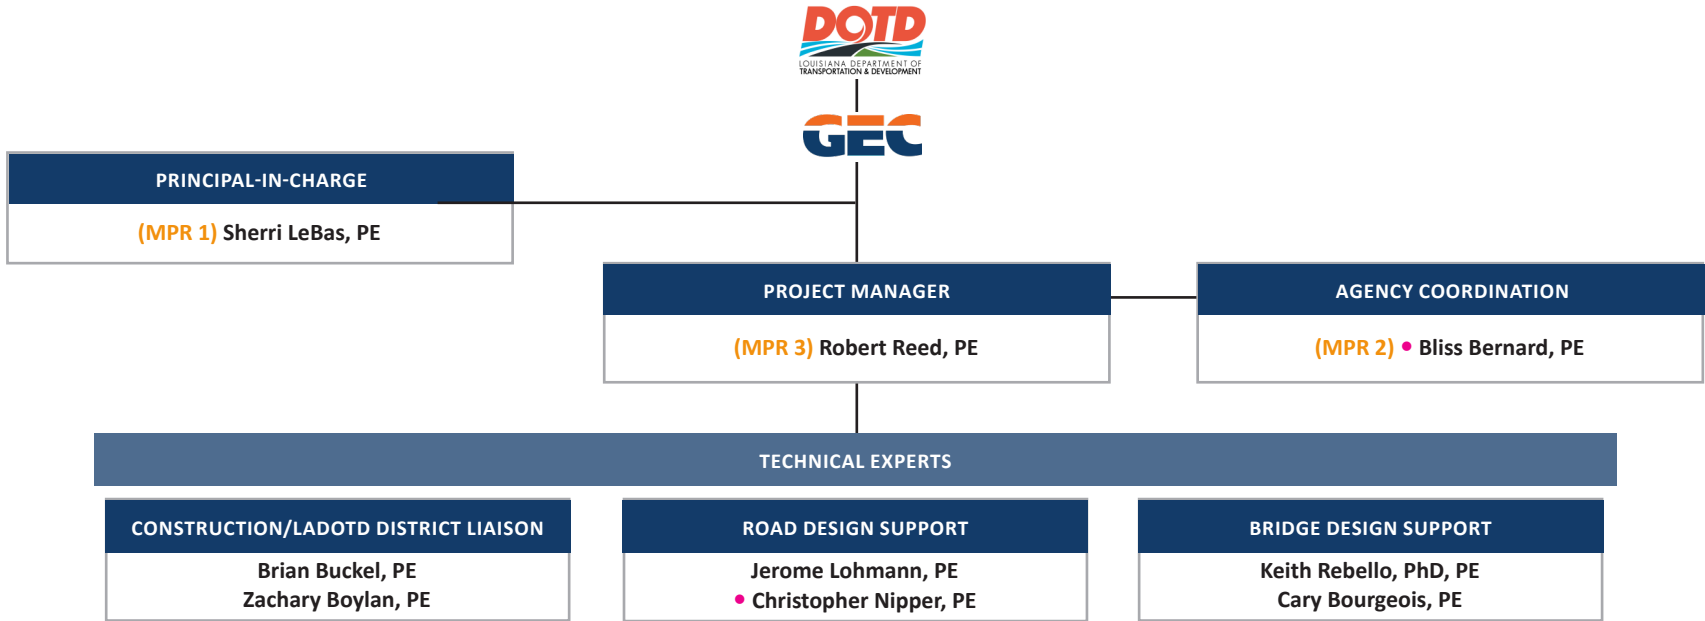 DOTD
LOUISIANA DEPARTMENT OF
TRANSPORTATION & DEVELOPMENT
GEC
PRINCIPAL-IN-CHARGE
(MPR 1) Sherri LeBas, PE
PROJECT MANAGER
(MPR 3) Robert Reed, PE
AGENCY COORDINATION
(MPR 2) • Bliss Bernard, PE
TECHNICAL EXPERTS
CONSTRUCTION/LADOTD DISTRICT LIAISON
Brian Buckel, PE
Zachary Boylan, PE
ROAD DESIGN SUPPORT
Jerome Lohmann, PE
• Christopher Nipper, PE
BRIDGE DESIGN SUPPORT
Keith Rebello, PhD, PE
Cary Bourgeois, PE